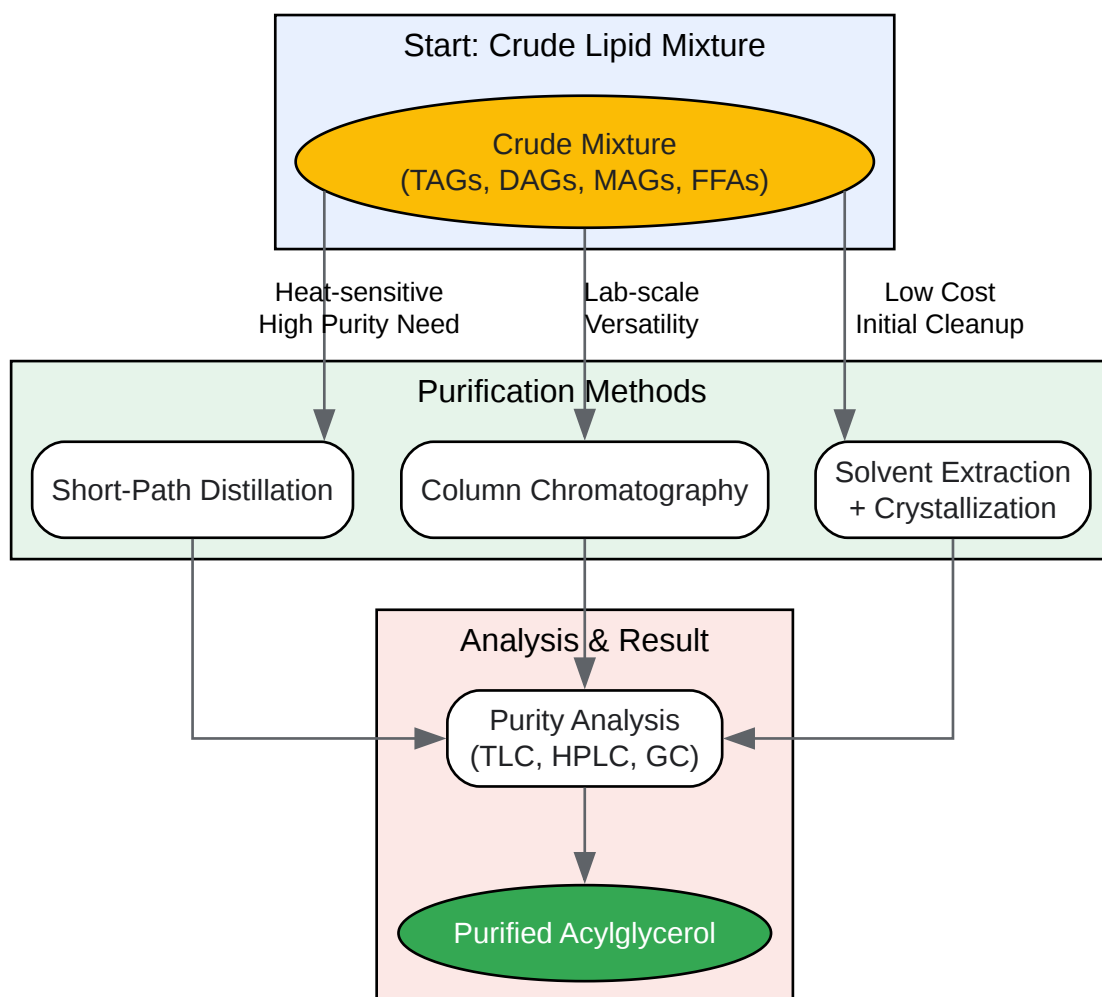 Start: Crude Lipid Mixture
Crude Mixture
(TAGs, DAGs, MAGs, FFAs)
Heat-sensitive
High Purity Need
Lab-scale
Versatility
Low Cost
Initial Cleanup
Purification Methods
Short-Path Distillation
Column Chromatography
Solvent Extraction
+ Crystallization
Analysis & Result
Purity Analysis
(TLC, HPLC, GC)
Purified Acylglycerol